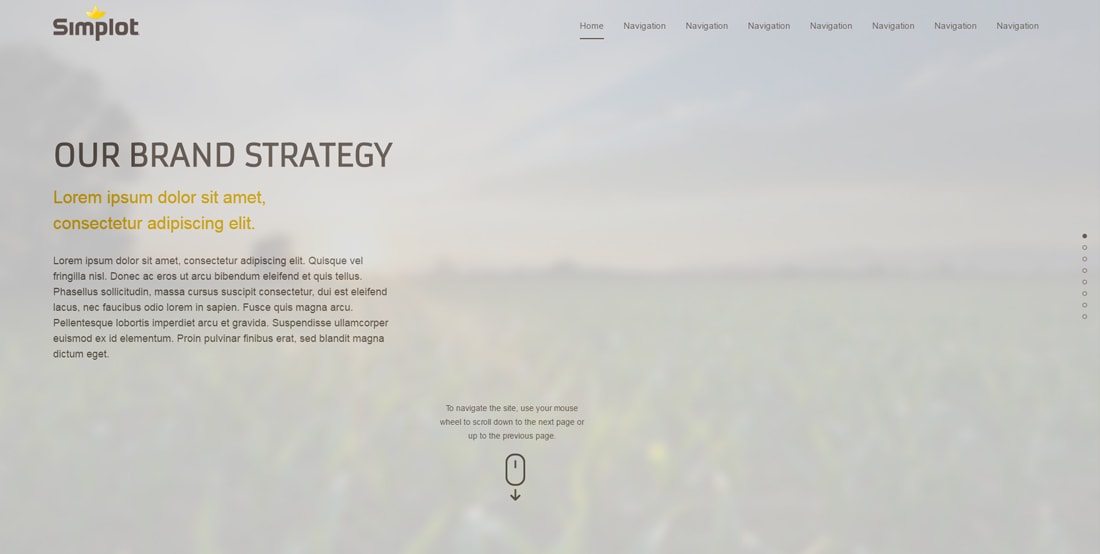 Simplot
Home Navigation Navigation Navigation Navigation Navigation Navigation Navigation
OUR BRAND STRATEGY
Lorem ipsum dolor sit amet,
consectetur adipiscing elit.
Lorem ipsum dolor sit amet, consectetur adipiscing elit. Quisque vel
fringilla nisl. Donec ac eros ut arcu bibendum eleifend et quis tellus.
Phasellus sollicitudin, massa cursus suscipit consectetur, dui est eleifend
lacus, nec faucibus odio lorem in sapien. Fusce quis magna arcu.
Pellentesque lobortis imperdiet arcu et gravida. Suspendisse ullamcorper
euismod ex id elementum. Proin pulvinar finibus erat, sed blandit magna
dictum eget.
To navigate the site, use your mouse
wheel to scroll down to the next page or
up to the previous page.